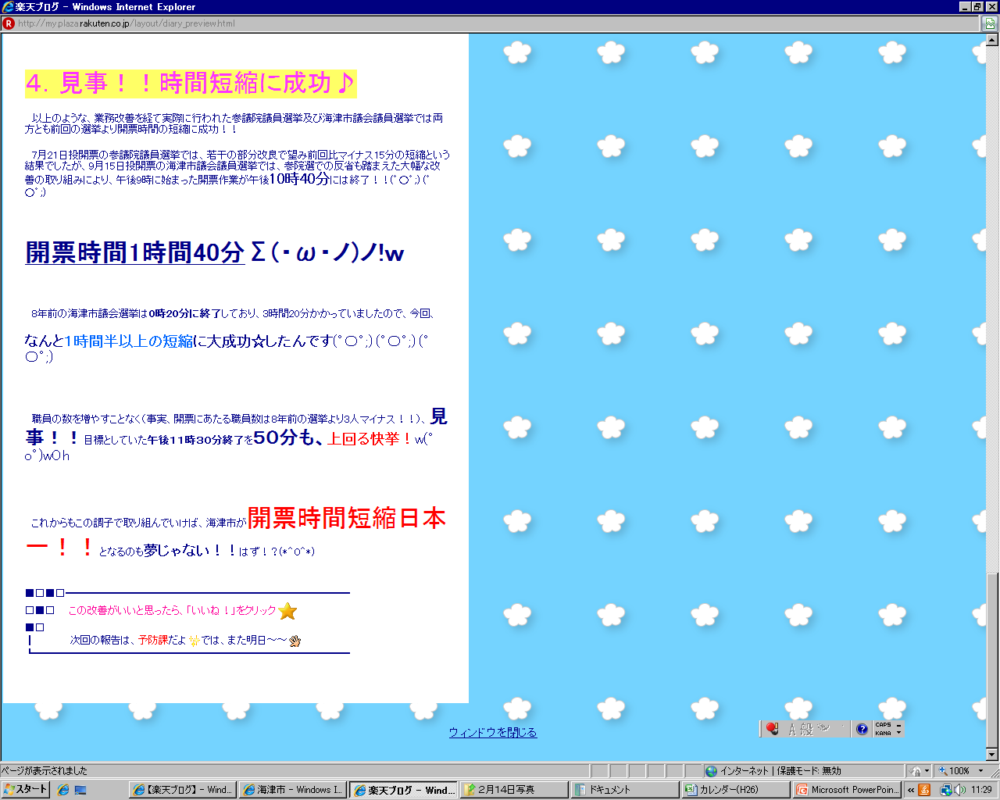 楽天ブログ - Windows Internet Explorer
http://my.plaza.rakuten.co.jp/layout/diary_preview.html
4. 見事！！時間短縮に成功♪
以上のような、業務改善を経て実際に行われた参議院議員選挙及び海津市議会議員選挙では両
方とも前回の選挙より開票時間の短縮に成功！！
7月21日投開票の参議院議員選挙では、若干の部分改良で望み前回比マイナス15分の短縮という
結果でしたが、9月15日投開票の海津市議会議員選挙では、参院選での反省も踏まえた大幅な改
善の取り組みにより、午後9時に始まった開票作業が午後10時40分には終了！！(ﾟ○ﾟ;)(ﾟ
○ﾟ;)
開票時間1時間40分Σ(・ω・ノ)ノ!w
8年前の海津市議会選挙は0時20分に終了しており、3時間20分かかっていましたので、今回、
なんと1時間半以上の短縮に大成功☆したんです(ﾟ○ﾟ;)(ﾟ○ﾟ;)(ﾟ
○ﾟ;)
職員の数を増やすことなく（事実、開票にあたる職員数は8年前の選挙より3人マイナス！！）、見
事！！目標としていた午後11時30分終了を50分も、上回る快挙！w(ﾟ
oﾟ)wOh
これからもこの調子で取り組んでいけば、海津市が開票時間短縮日本
一！！となるのも夢じゃない！！はず！？(*^o^*)
■□■□━━━━━━━━━━━━━━━
□■□ この改善がいいと思ったら、「いいね！」をクリック
■□
┃ 次回の報告は、予防課だよ では、また明日～～
┗━━━━━━━━━━━━━━━━━
ウィンドウを閉じる
A 般
CAPS
KANA
ページが表示されました
インターネット | 保護モード: 無効
100%
スタート
【楽天ブログ】 - Wind...
海津市 - Windows I...
楽天ブログ - Wind...
２月14日写真
ドキュメント
カレンダー(H26)
Microsoft PowerPoin...
11:29